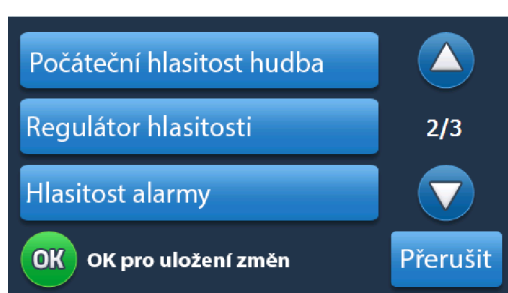 Počáteční hlasitost hudba
Regulátor hlasitosti
2/3
Hlasitost alarmy
OK OK pro uložení změn
Přerušit